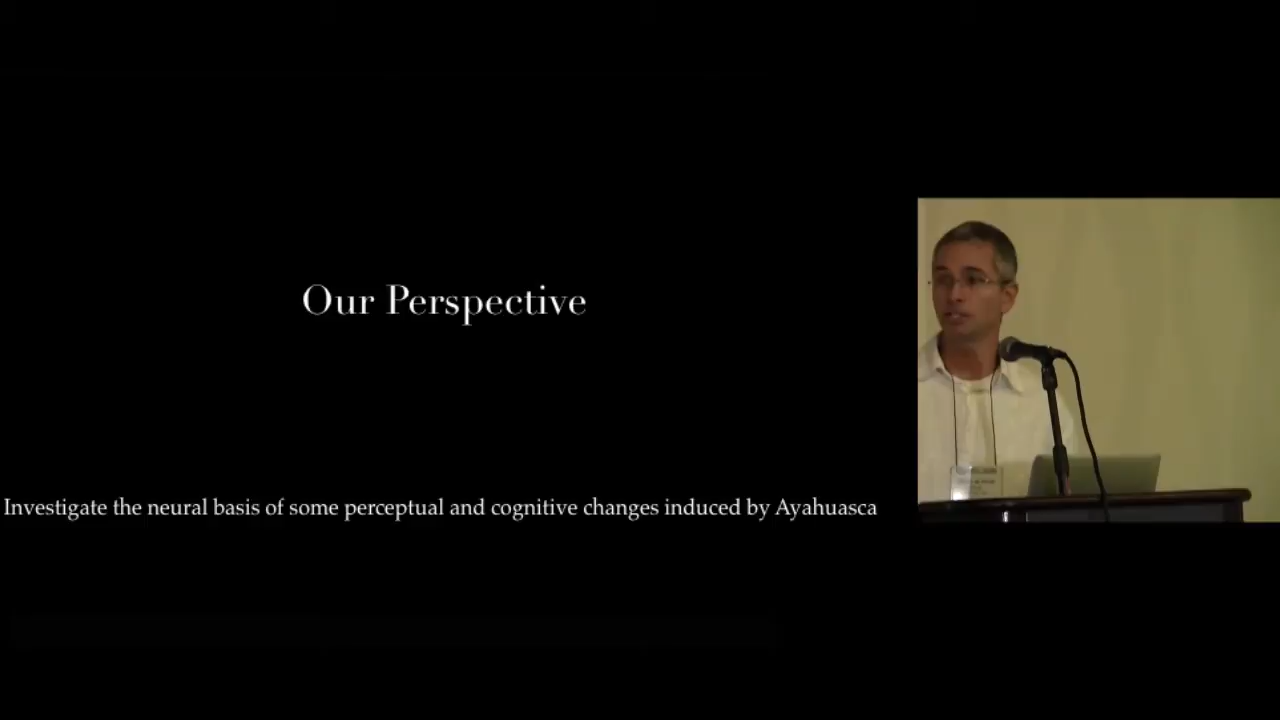 Our Perspective
Investigate the neural basis of some perceptual and cognitive changes induced by Ayahuasca